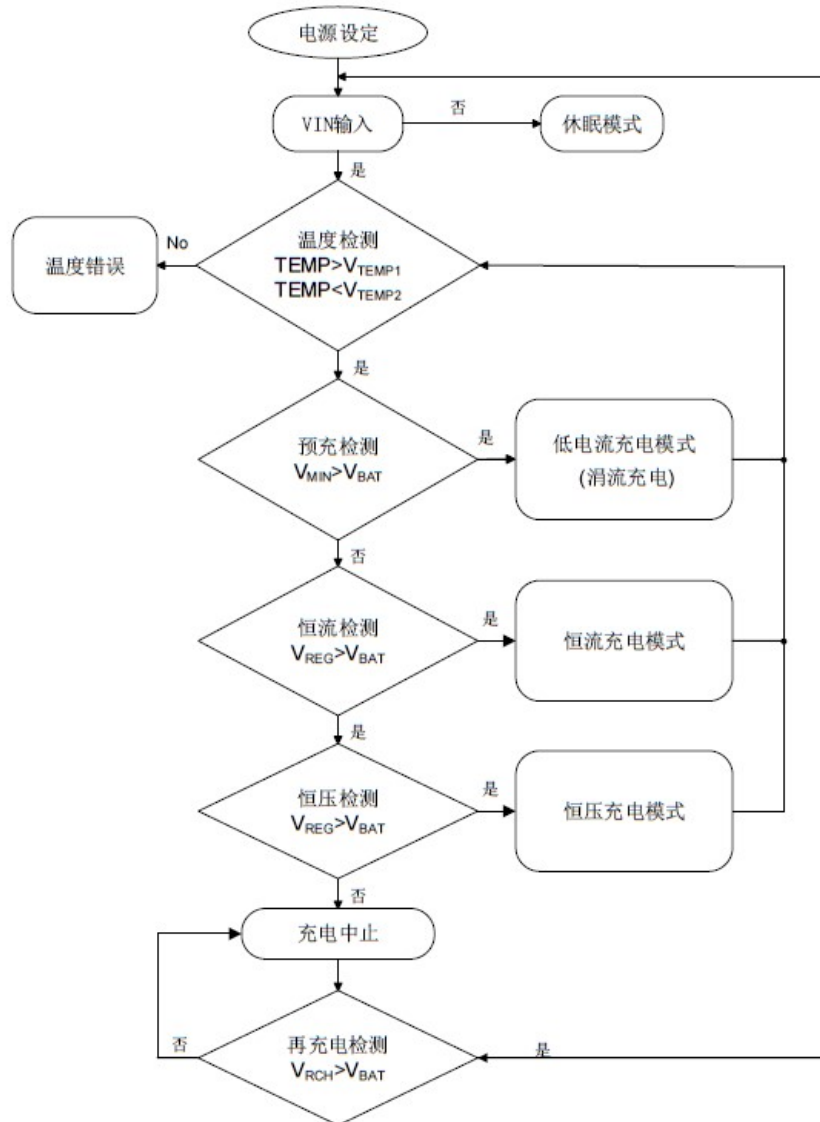 电源设定
VIN输入
否
休眠模式
是
温度检测
TEMP>VTEMP1
TEMP<VTEMP2
No
温度错误
是
预充检测
VMIN>VBAT
是
低电流充电模式
(涓流充电)
否
恒流检测
VREG>VBAT
是
恒流充电模式
是
恒压检测
VREG>VBAT
是
恒压充电模式
否
充电中止
再充电检测
VRCH>VBAT
否
是